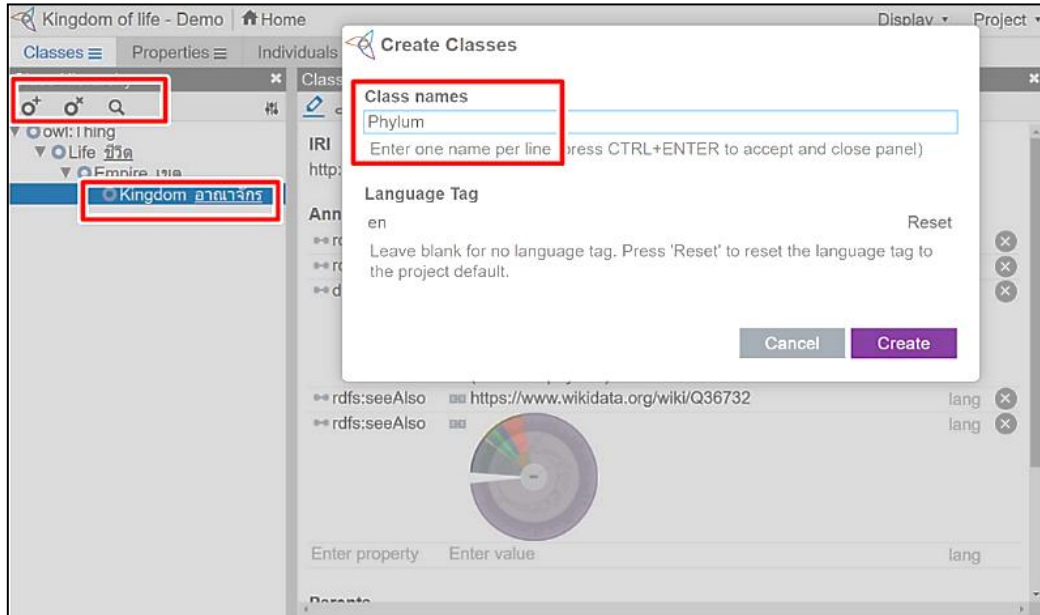 Kingdom of life - Demo Home Display Project
Classes Properties Individuals
Create Classes
Class names
Phylum
Enter one name per line press CTRL+ENTER to accept and close panel)
Language Tag
en Reset
Leave blank for no language tag. Press 'Reset' to reset the language tag to
the project default.
Cancel Create
Class
owl:Thing
Life ชีวิต
Empire เขต
Kingdom อาณาจักร
IRI
http:
Ann
rdfs:seeAlso https://www.wikidata.org/wiki/Q36732 lang
rdfs:seeAlso lang
Enter property Enter value lang
Parents